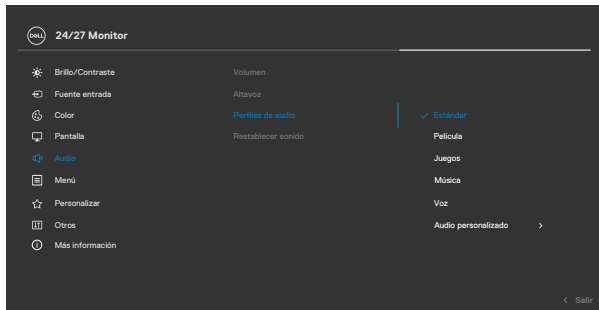 DELL 24/27 Monitor
Brillo/Contraste
Volumen
Fuente entrada
Altavoz
Color
Perfiles de audio
Estándar
Pantalla
Restablecer sonido
Película
Audio
Juegos
Menú
Música
Personalizar
Voz
Otros
Audio personalizado >
Más información
< Salir